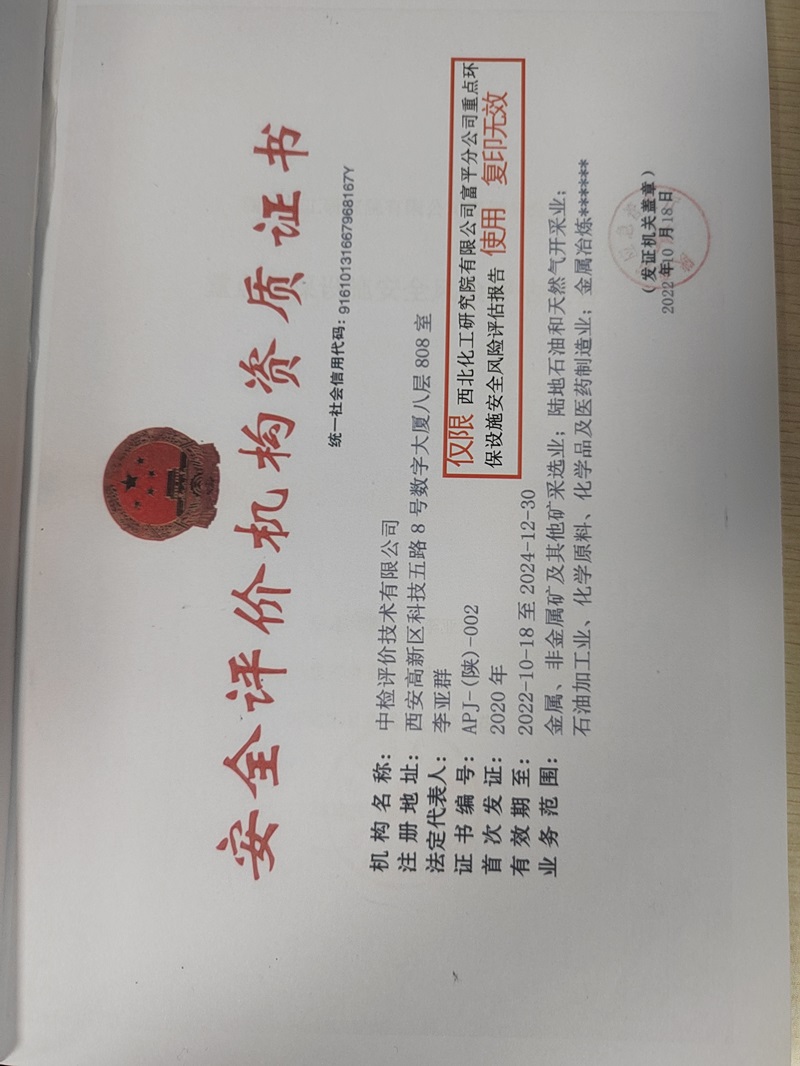 安全评价机构资质证书
统一社会信用代码：91610131667968167Y
机构名称：中检评价技术有限公司
注册地址：西安高新区科技五路8号数字大厦八层808室
法定代表人：李亚群
证书编号：APJ-(陕)-002
首次发证：2020年
有效期至：2022-10-18至2024-12-30
业务范围：金属、非金属矿及其他矿采选业；陆地石油和天然气开采业；
石油加工业、化学原料、化学品及医药制造业；金属冶炼******
仅限 西北化工研究院有限公司富平分公司重点环
保设施安全风险评估报告 使用 复印无效
（发证机关盖章）
2022年10月18日